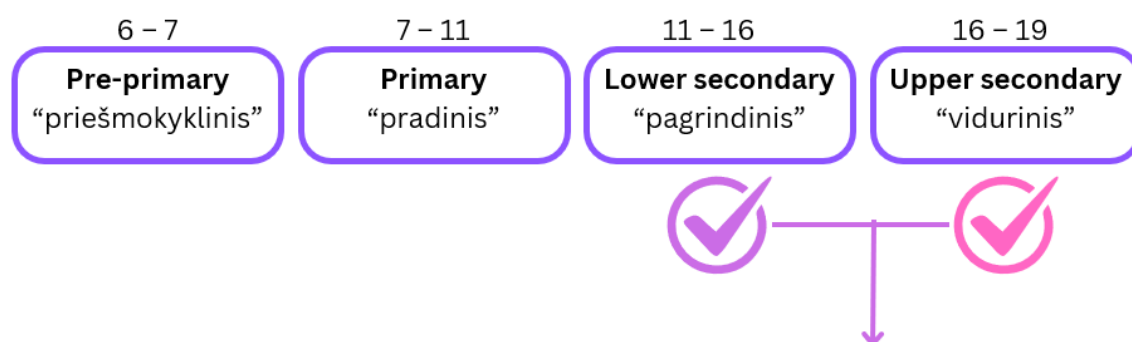 6 – 7
Pre-primary
“priešmokyklinis”
7 – 11
Primary
“pradinis”
11 – 16
Lower secondary
“pagrindinis”
16 – 19
Upper secondary
“vidurinis”